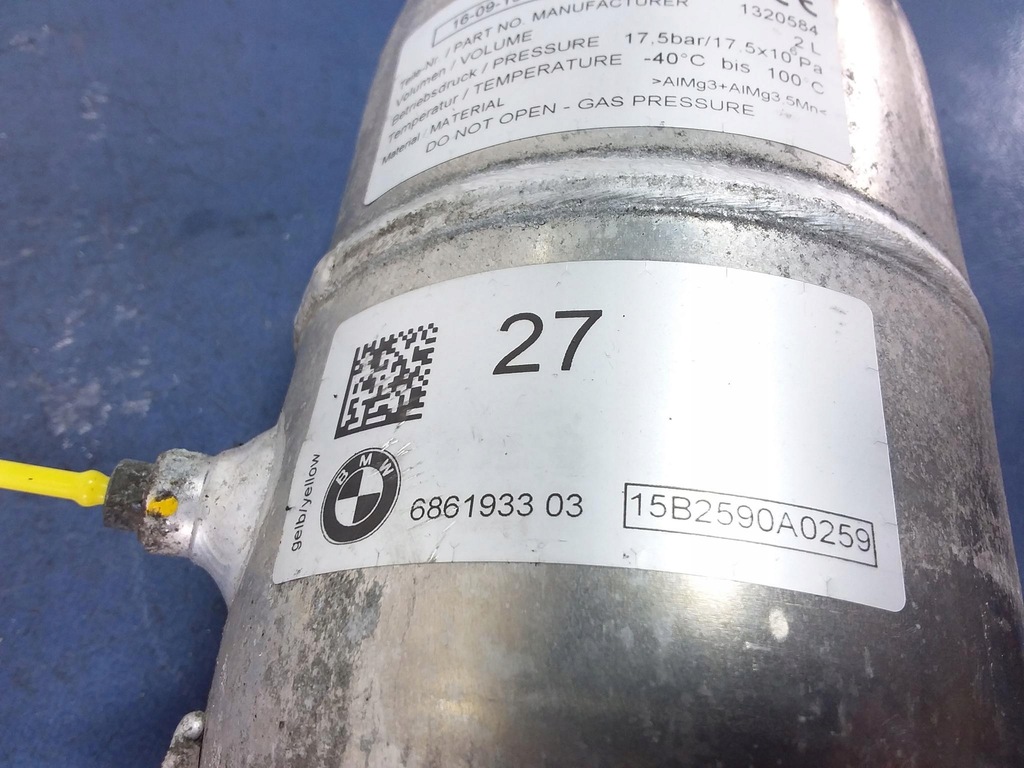 16-09-1
Teile-Nr / PART NO. MANUFACTURER 1320584
Volumen / VOLUME 2 L
Betriebsdruck / PRESSURE 17,5bar/17.5x10⁶Pa
Temperatur / TEMPERATURE -40°C bis 100°C
Material / MATERIAL >AlMg3+AlMg3.5Mn<
DO NOT OPEN - GAS PRESSURE
27
gelb/yellow
BMW
6861933 03
15B2590A0259